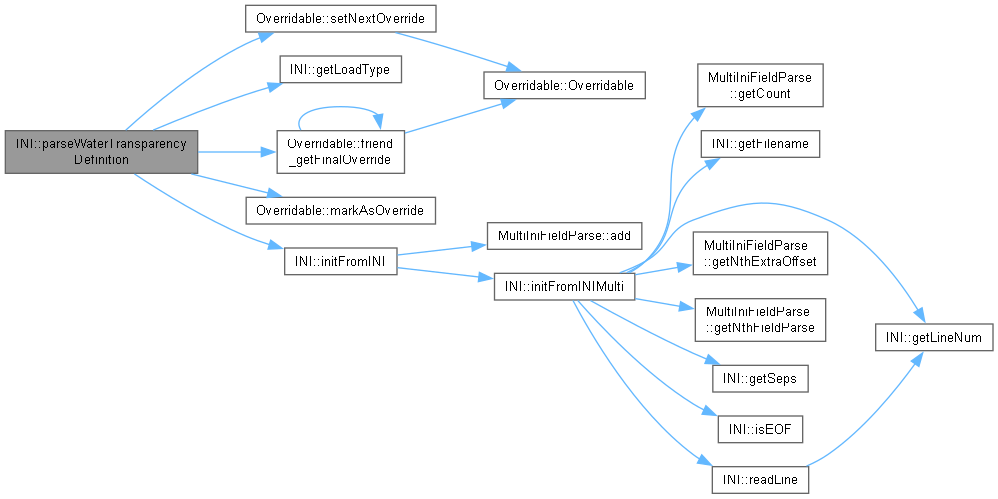 INI::parseWaterTransparency
Definition
Overridable::setNextOverride
INI::getLoadType
Overridable::friend
_getFinalOverride
Overridable::markAsOverride
INI::initFromINI
Overridable::Overridable
MultiIniFieldParse::add
INI::initFromINIMulti
MultiIniFieldParse
::getCount
INI::getFilename
MultiIniFieldParse
::getNthExtraOffset
MultiIniFieldParse
::getNthFieldParse
INI::getSeps
INI::isEOF
INI::readLine
INI::getLineNum